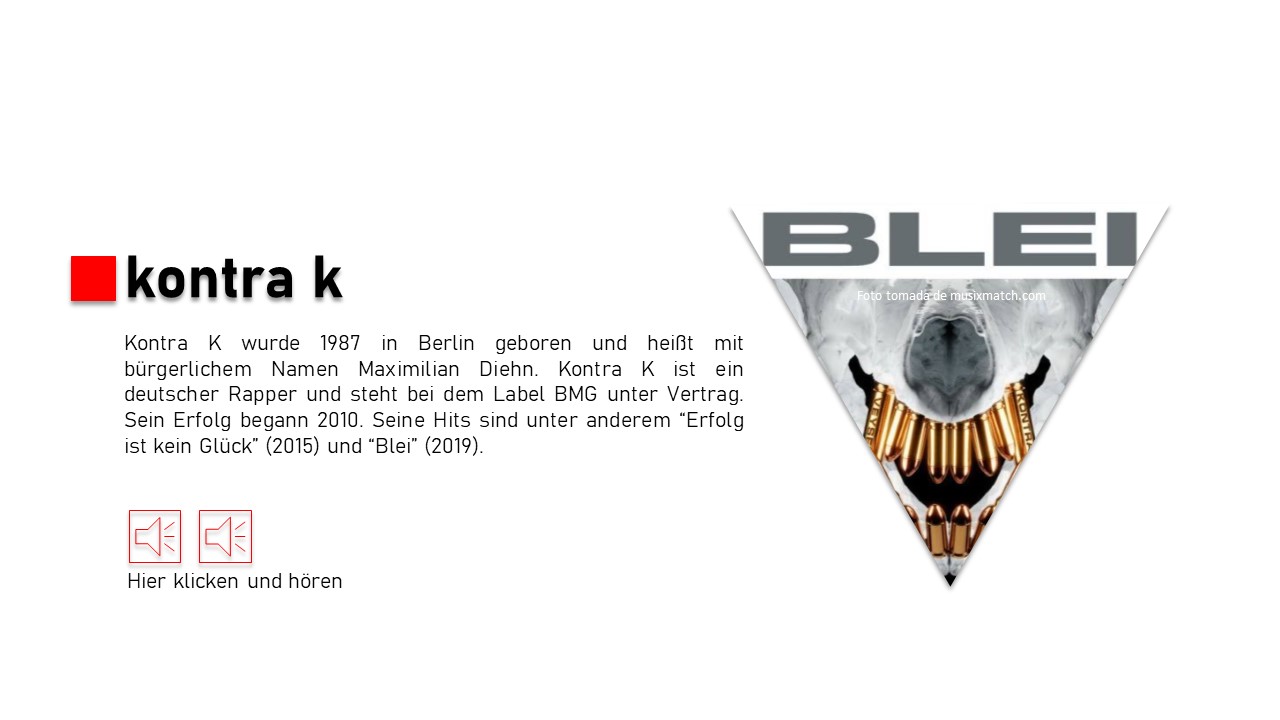 kontra k
Kontra K wurde 1987 in Berlin geboren und heißt mit
bürgerlichem Namen Maximilian Diehn. Kontra K ist ein
deutscher Rapper und steht bei dem Label BMG unter Vertrag.
Sein Erfolg begann 2010. Seine Hits sind unter anderem “Erfolg
ist kein Glück” (2015) und “Blei” (2019).
Hier klicken und hören
BLEI
Foto tomada de musixmatch.com